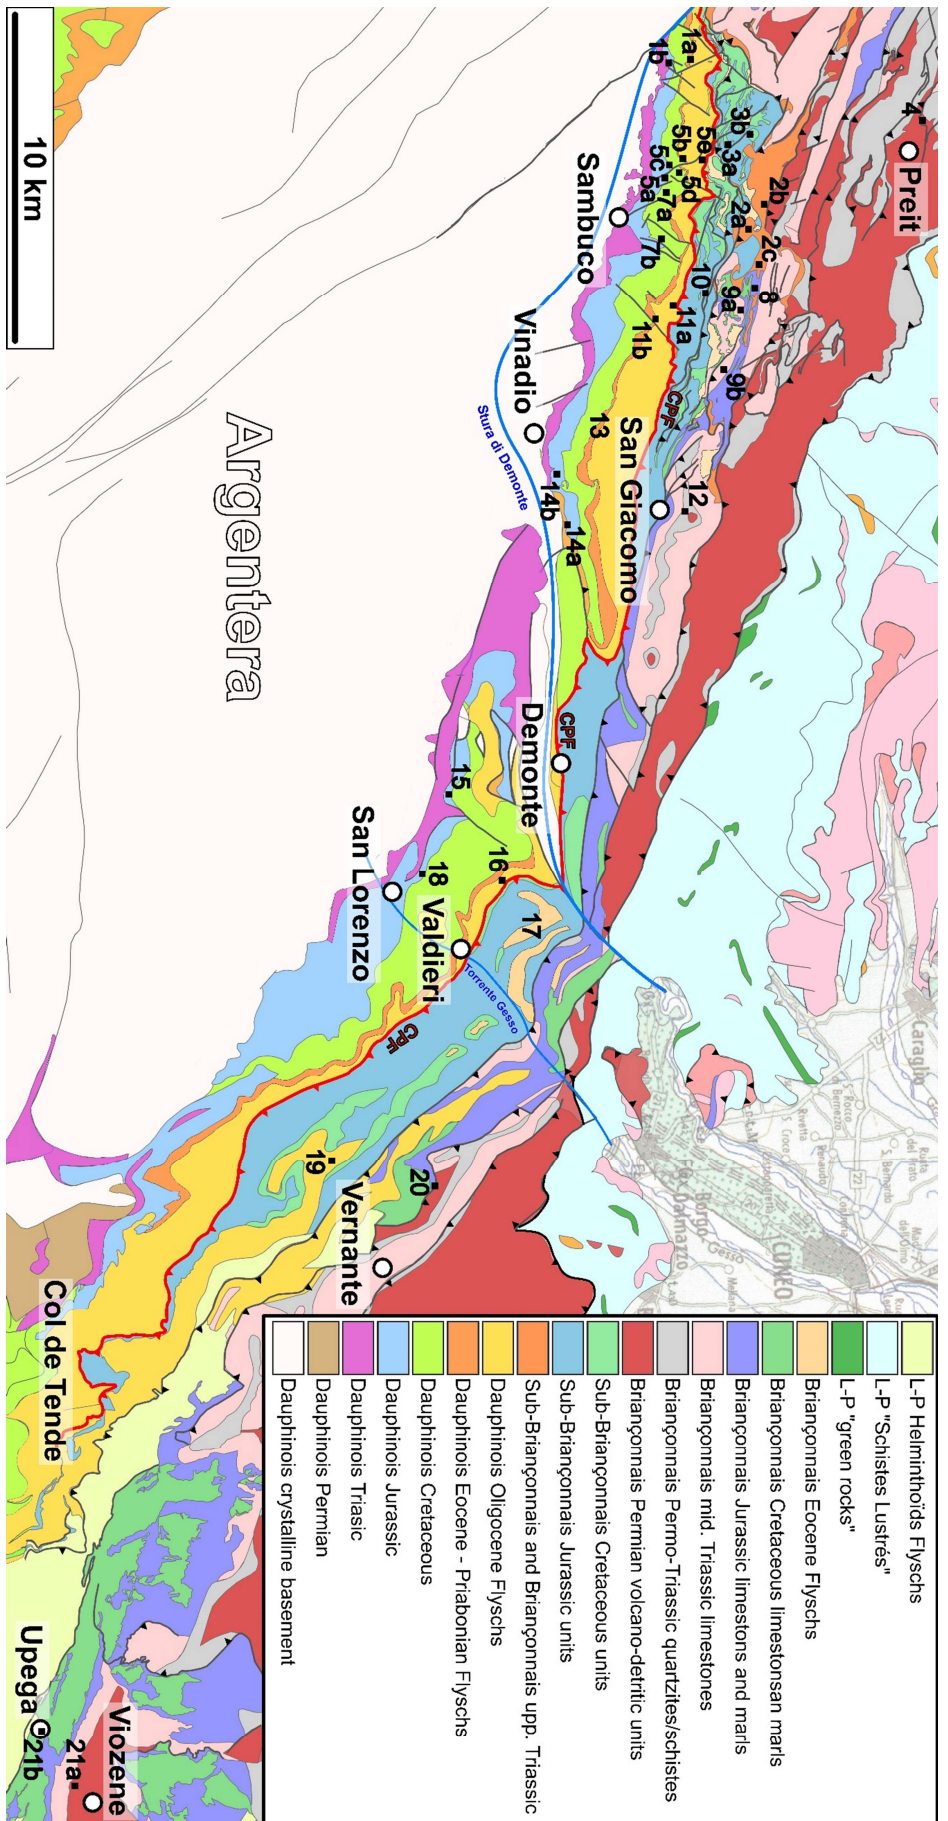 Preit
4
3b
3a
2b
2a
2c
8
9a
9b
10
12
1a
1b
5e
5b
5d
5c
5a
7a
7b
11a
11b
CPF
13
14b
14a
San Giacomo
Sambuco
Vinadio
Stura di Demonte
Demonte
CPF
Argentera
15
16
17
18
San Lorenzo
Valdieri
Torrente Gesso
CPF
19
20
Vernante
Col de Tende
Upega
21b
21a
Viozene
Caraglio
CUNEO
22
10 km
L-P Helminthoïds Flyschs
L-P "Schistes Lustrés"
L-P "green rocks"
Briançonnais Eocene Flyschs
Briançonnais Cretaceous limestonsan marls
Briançonnais Jurassic limestons and marls
Briançonnais mid. Triassic limestones
Briançonnais Permo-Triassic quartzites/schistes
Briançonnais Permian volcano-detritic units
Sub-Briançonnais Cretaceous units
Sub-Briançonnais Jurassic units
Sub-Briançonnais and Briançonnais upp. Triassic
Dauphinois Oligocene Flyschs
Dauphinois Eocene - Priabonian Flyschs
Dauphinois Cretaceous
Dauphinois Jurassic
Dauphinois Triasic
Dauphinois Permian
Dauphinois crystalline basement